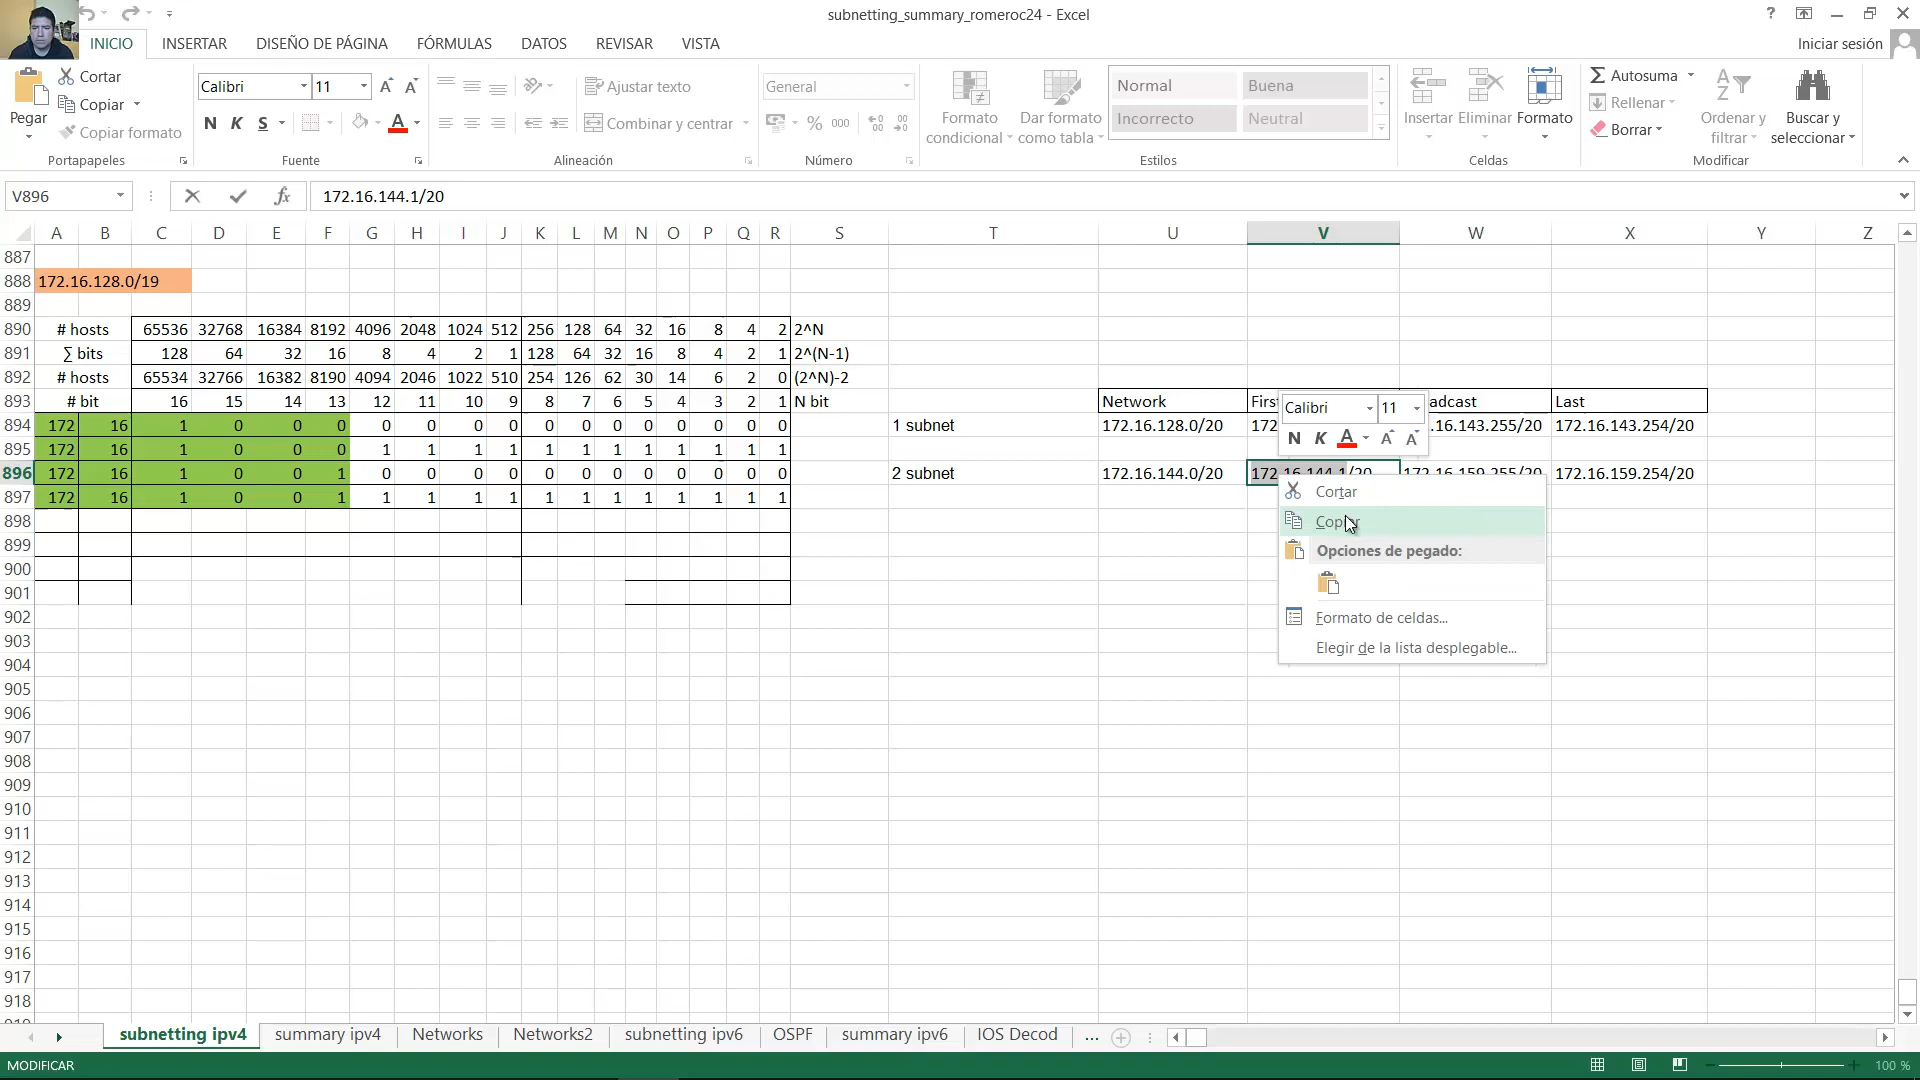 subnetting_summary_romeroc24 - Excel
?
INICIO INSERTAR DISEÑO DE PÁGINA FÓRMULAS DATOS REVISAR VISTA
Iniciar sesión
Pegar
Cortar
Copiar
Copiar formato
Portapapeles
Calibri 11
N K S
Fuente
Ajustar texto
Combinar y centrar
Alineación
General
% 000
Número
Formato condicional
Dar formato como tabla
Normal Buena
Incorrecto Neutral
Estilos
Insertar Eliminar Formato
Celdas
Autosuma
Rellenar
Borrar
Ordenar y filtrar
Buscar y seleccionar
Modificar
V896 fx 172.16.144.1/20
A B C D E F G H I J K L M N O P Q R S T U V W X Y Z
887
888 172.16.128.0/19
889
890 # hosts 65536 32768 16384 8192 4096 2048 1024 512 256 128 64 32 16 8 4 2 2^N
891 ∑ bits 128 64 32 16 8 4 2 1 128 64 32 16 8 4 2 1 2^(N-1)
892 # hosts 65534 32766 16382 8190 4094 2046 1022 510 254 126 62 30 14 6 2 0 (2^N)-2
893 # bit 16 15 14 13 12 11 10 9 8 7 6 5 4 3 2 1 N bit Network First adcast Last
894 172 16 1 0 0 0 0 0 0 0 0 0 0 0 0 0 0 0 1 subnet 172.16.128.0/20 172 .16.143.255/20 172.16.143.254/20
895 172 16 1 0 0 0 1 1 1 1 1 1 1 1 1 1 1 1
896 172 16 1 0 0 1 0 0 0 0 0 0 0 0 0 0 0 0 2 subnet 172.16.144.0/20 172.16.144.1/20 172.16.159.255/20 172.16.159.254/20
897 172 16 1 0 0 1 1 1 1 1 1 1 1 1 1 1 1 1
898
899
900
901
902
903
904
905
906
907
908
909
910
911
912
913
914
915
916
917
918
Calibri 11
N K A
Cortar
Copiar
Opciones de pegado:
Formato de celdas...
Elegir de la lista desplegable...
subnetting ipv4 summary ipv4 Networks Networks2 subnetting ipv6 OSPF summary ipv6 IOS Decod ...
MODIFICAR
100 %